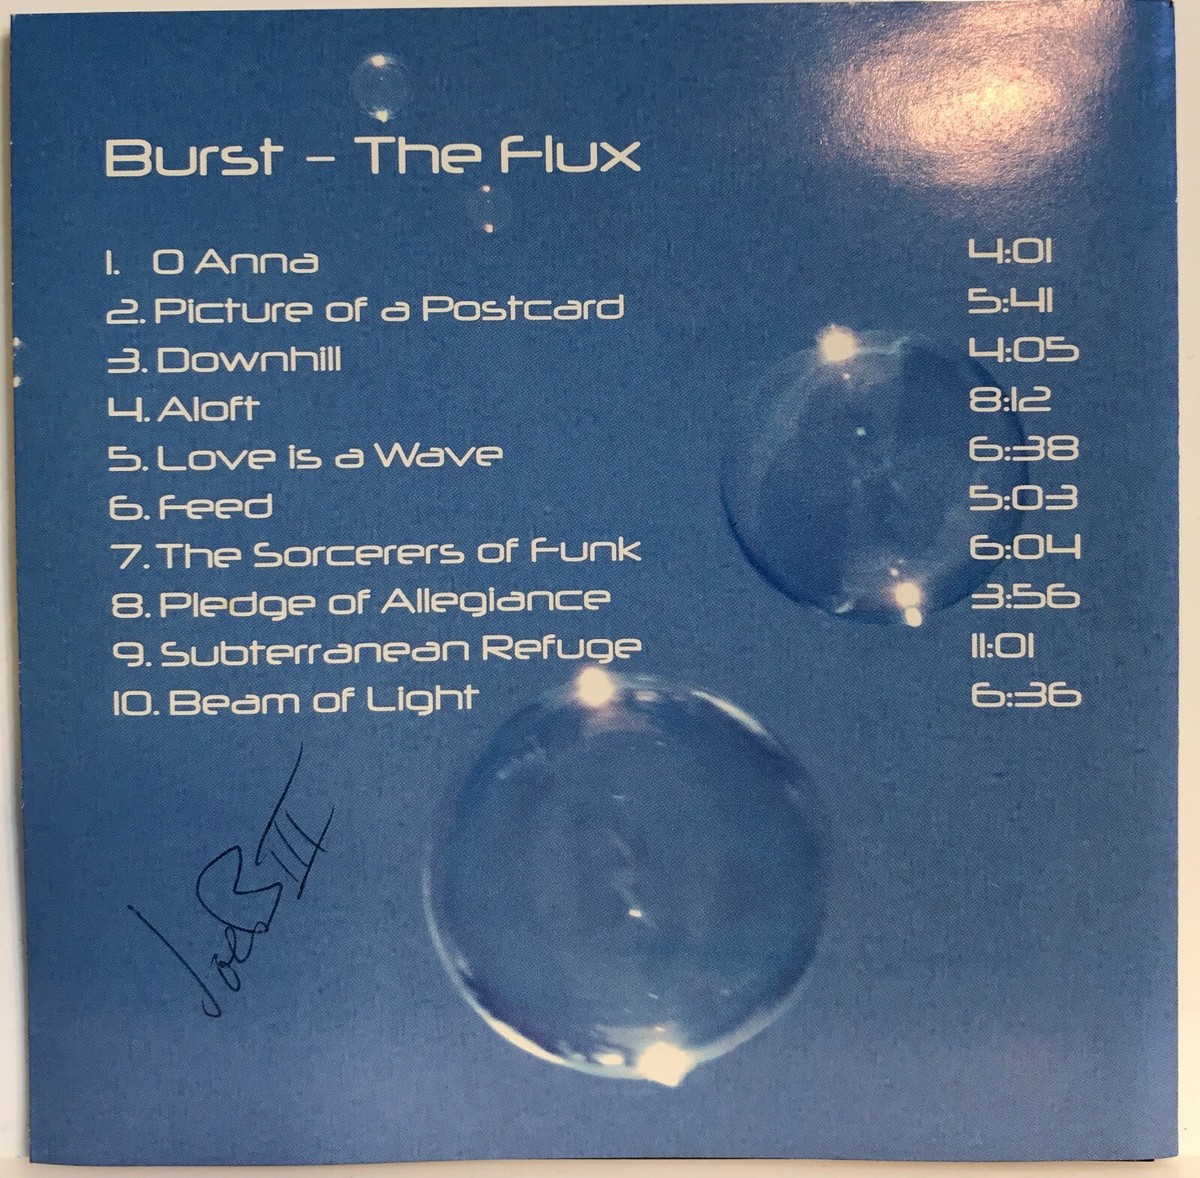 Burst – The Flux
1. O Anna 4:01
2. Picture of a Postcard 5:41
3. Downhill 4:05
4. Aloft 8:12
5. Love is a Wave 6:38
6. Feed 5:03
7. The Sorcerers of Funk 6:04
8. Pledge of Allegiance 3:56
9. Subterranean Refuge 11:01
10. Beam of Light 6:36
Joe B III